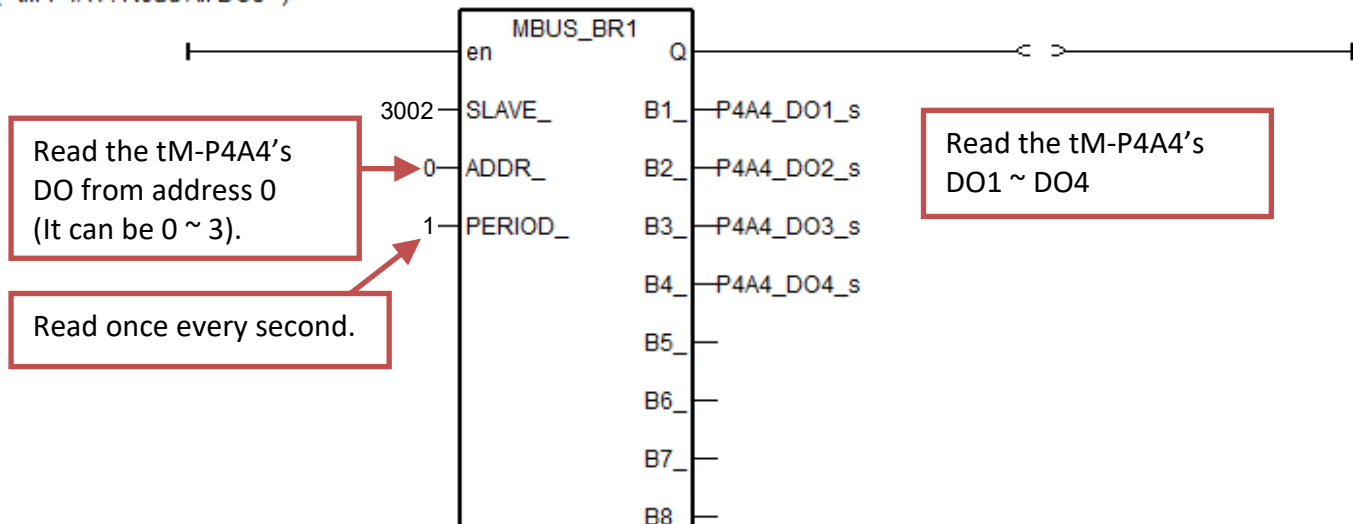 MBUS_BR1
en Q
3002 SLAVE_ B1_ P4A4_DO1_s
0 ADDR_ B2_ P4A4_DO2_s
1 PERIOD_ B3_ P4A4_DO3_s
B4_ P4A4_DO4_s
B5_
B6_
B7_
B8_
Read the tM-P4A4’s
DO from address 0
(It can be 0 ~ 3).
Read once every second.
Read the tM-P4A4’s
DO1 ~ DO4